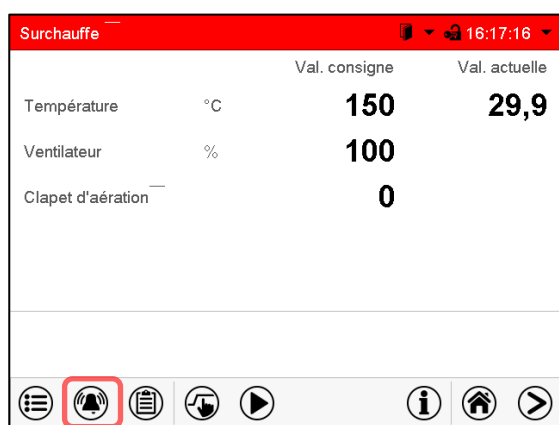 Surchauffe 16:17:16
Val. consigne Val. actuelle
Température °C 150 29,9
Ventilateur % 100
Clapet d'aération 0